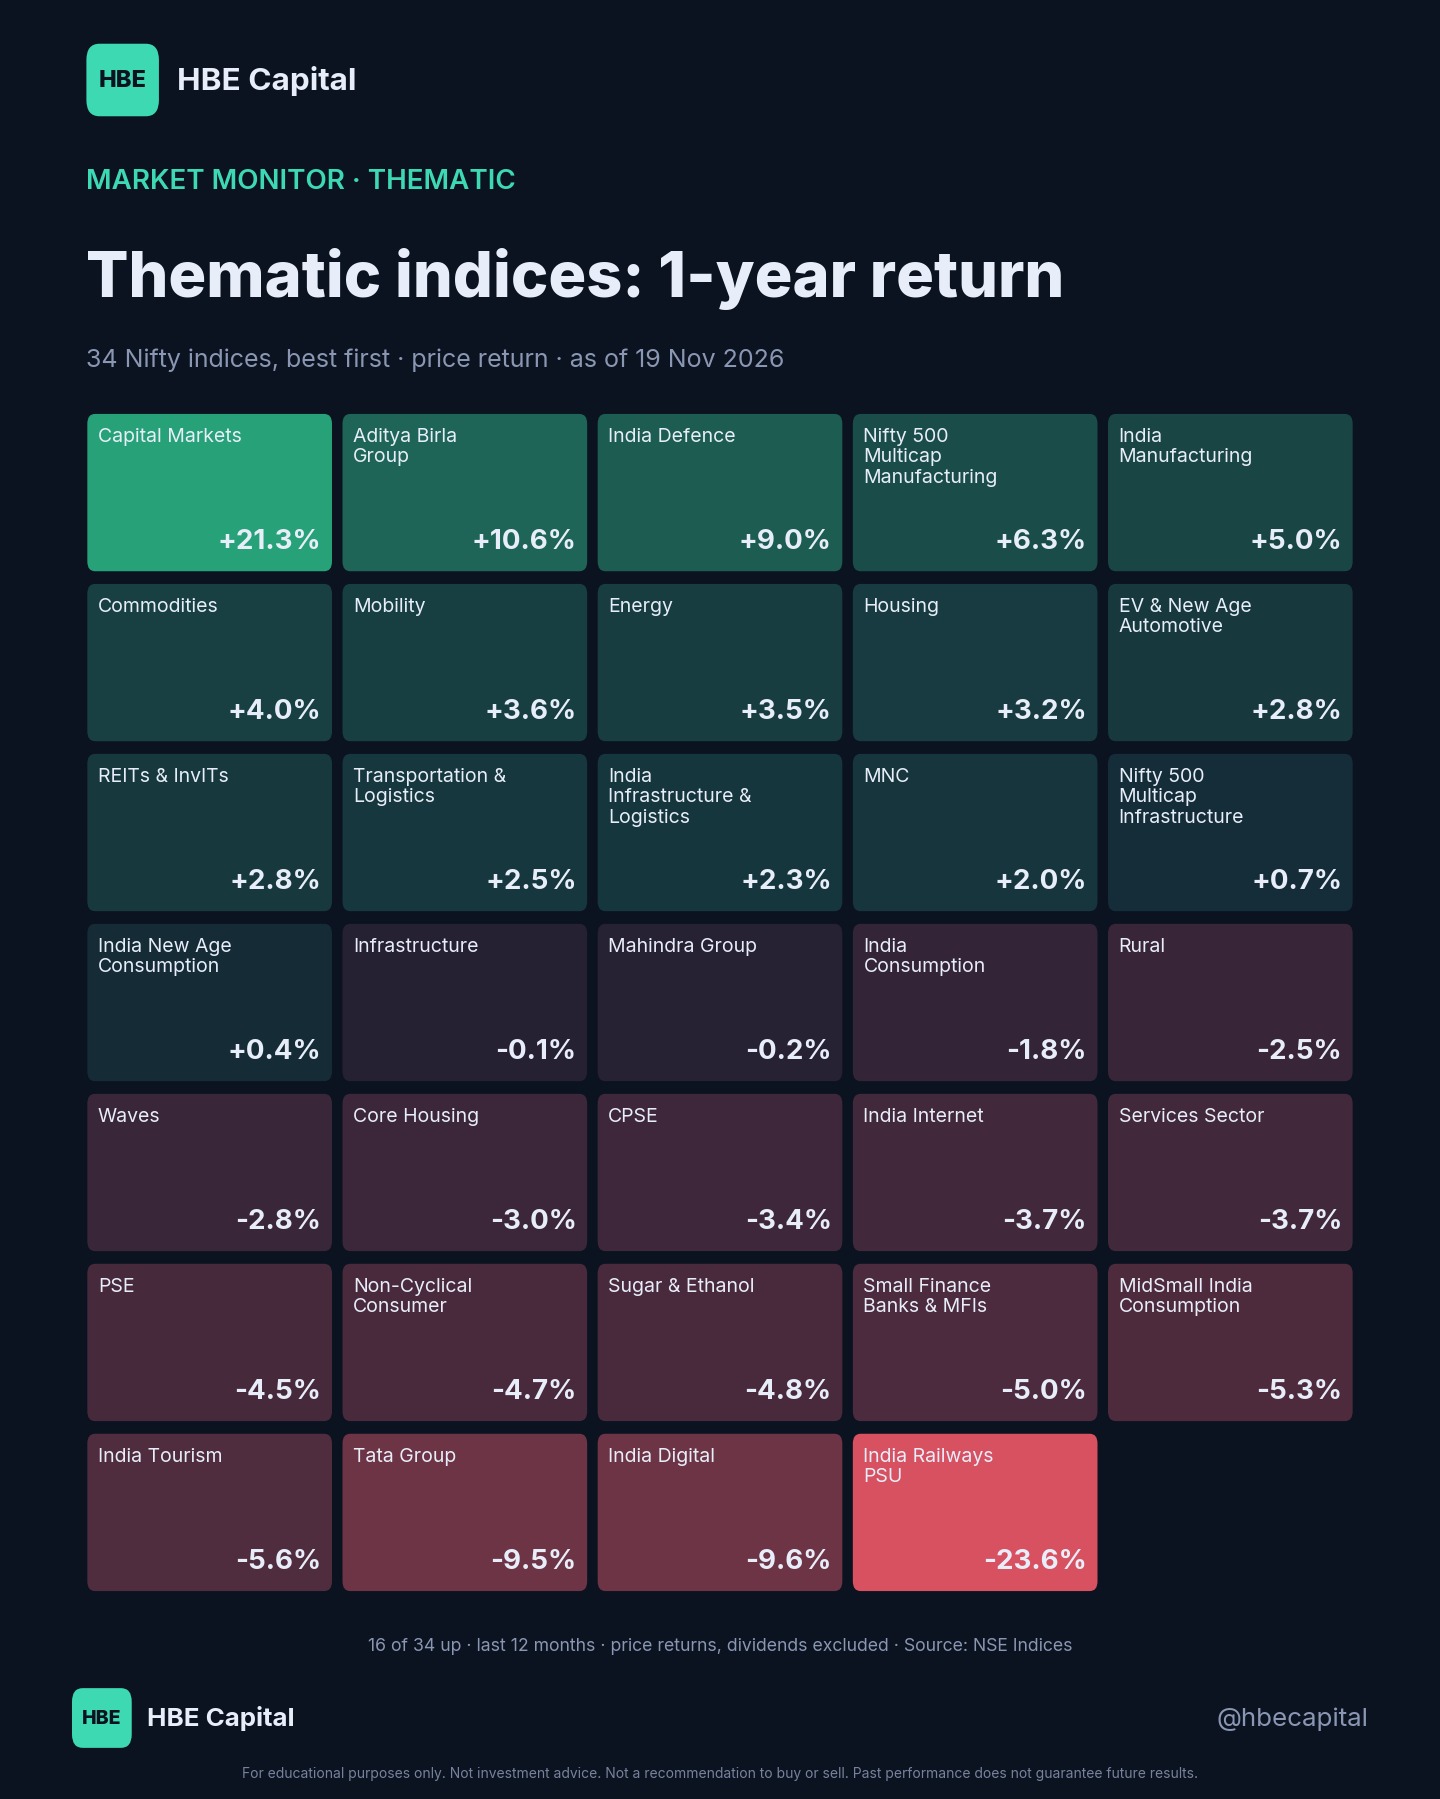 HBE
HBE Capital
MARKET MONITOR · THEMATIC
Thematic indices: 1-year return
34 Nifty indices, best first · price return · as of 19 Nov 2026
Capital Markets
+21.3%
Aditya Birla
Group
+10.6%
India Defence
+9.0%
Nifty 500
Multicap
Manufacturing
+6.3%
India
Manufacturing
+5.0%
Commodities
+4.0%
Mobility
+3.6%
Energy
+3.5%
Housing
+3.2%
EV & New Age
Automotive
+2.8%
REITs & InvITs
+2.8%
Transportation &
Logistics
+2.5%
India
Infrastructure &
Logistics
+2.3%
MNC
+2.0%
Nifty 500
Multicap
Infrastructure
+0.7%
India New Age
Consumption
+0.4%
Infrastructure
-0.1%
Mahindra Group
-0.2%
India
Consumption
-1.8%
Rural
-2.5%
Waves
-2.8%
Core Housing
-3.0%
CPSE
-3.4%
India Internet
-3.7%
Services Sector
-3.7%
PSE
-4.5%
Non-Cyclical
Consumer
-4.7%
Sugar & Ethanol
-4.8%
Small Finance
Banks & MFIs
-5.0%
MidSmall India
Consumption
-5.3%
India Tourism
-5.6%
Tata Group
-9.5%
India Digital
-9.6%
India Railways
PSU
-23.6%
16 of 34 up · last 12 months · price returns, dividends excluded · Source: NSE Indices
HBE
HBE Capital
@hbecapital
For educational purposes only. Not investment advice. Not a recommendation to buy or sell. Past performance does not guarantee future results.